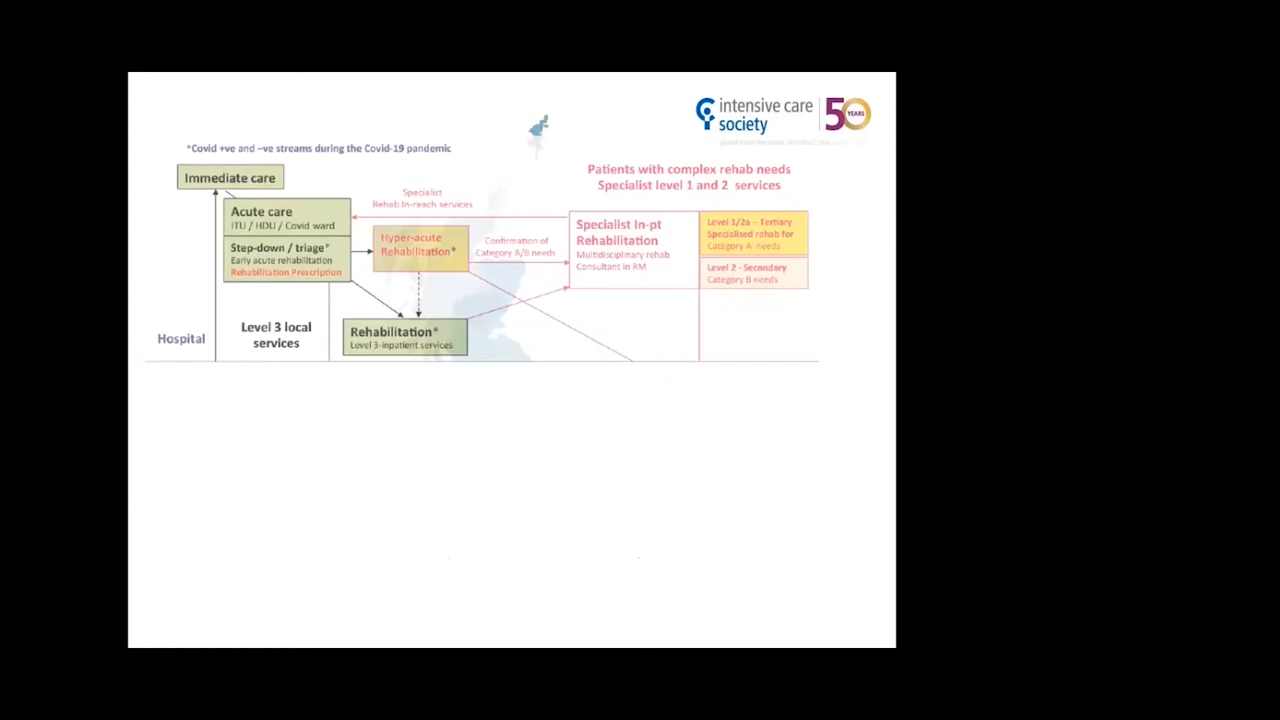 intensive care
society
50
YEARS
*Covid +ve and –ve streams during the Covid-19 pandemic
Immediate care
Patients with complex rehab needs
Specialist level 1 and 2 services
Acute care
ITU / HDU / Covid ward
Step-down / triage*
Early acute rehabilitation
Rehabilitation Prescription
Specialist
Rehab In-reach services
Hyper-acute
Rehabilitation*
Confirmation of
Category A/B needs
Specialist In-pt
Rehabilitation
Multidisciplinary rehab
Consultant in RM
Level 1/2a – Tertiary
Specialised rehab for
Category A needs
Level 2 - Secondary
Category B needs
Hospital
Level 3 local
services
Rehabilitation*
Level 3-inpatient services